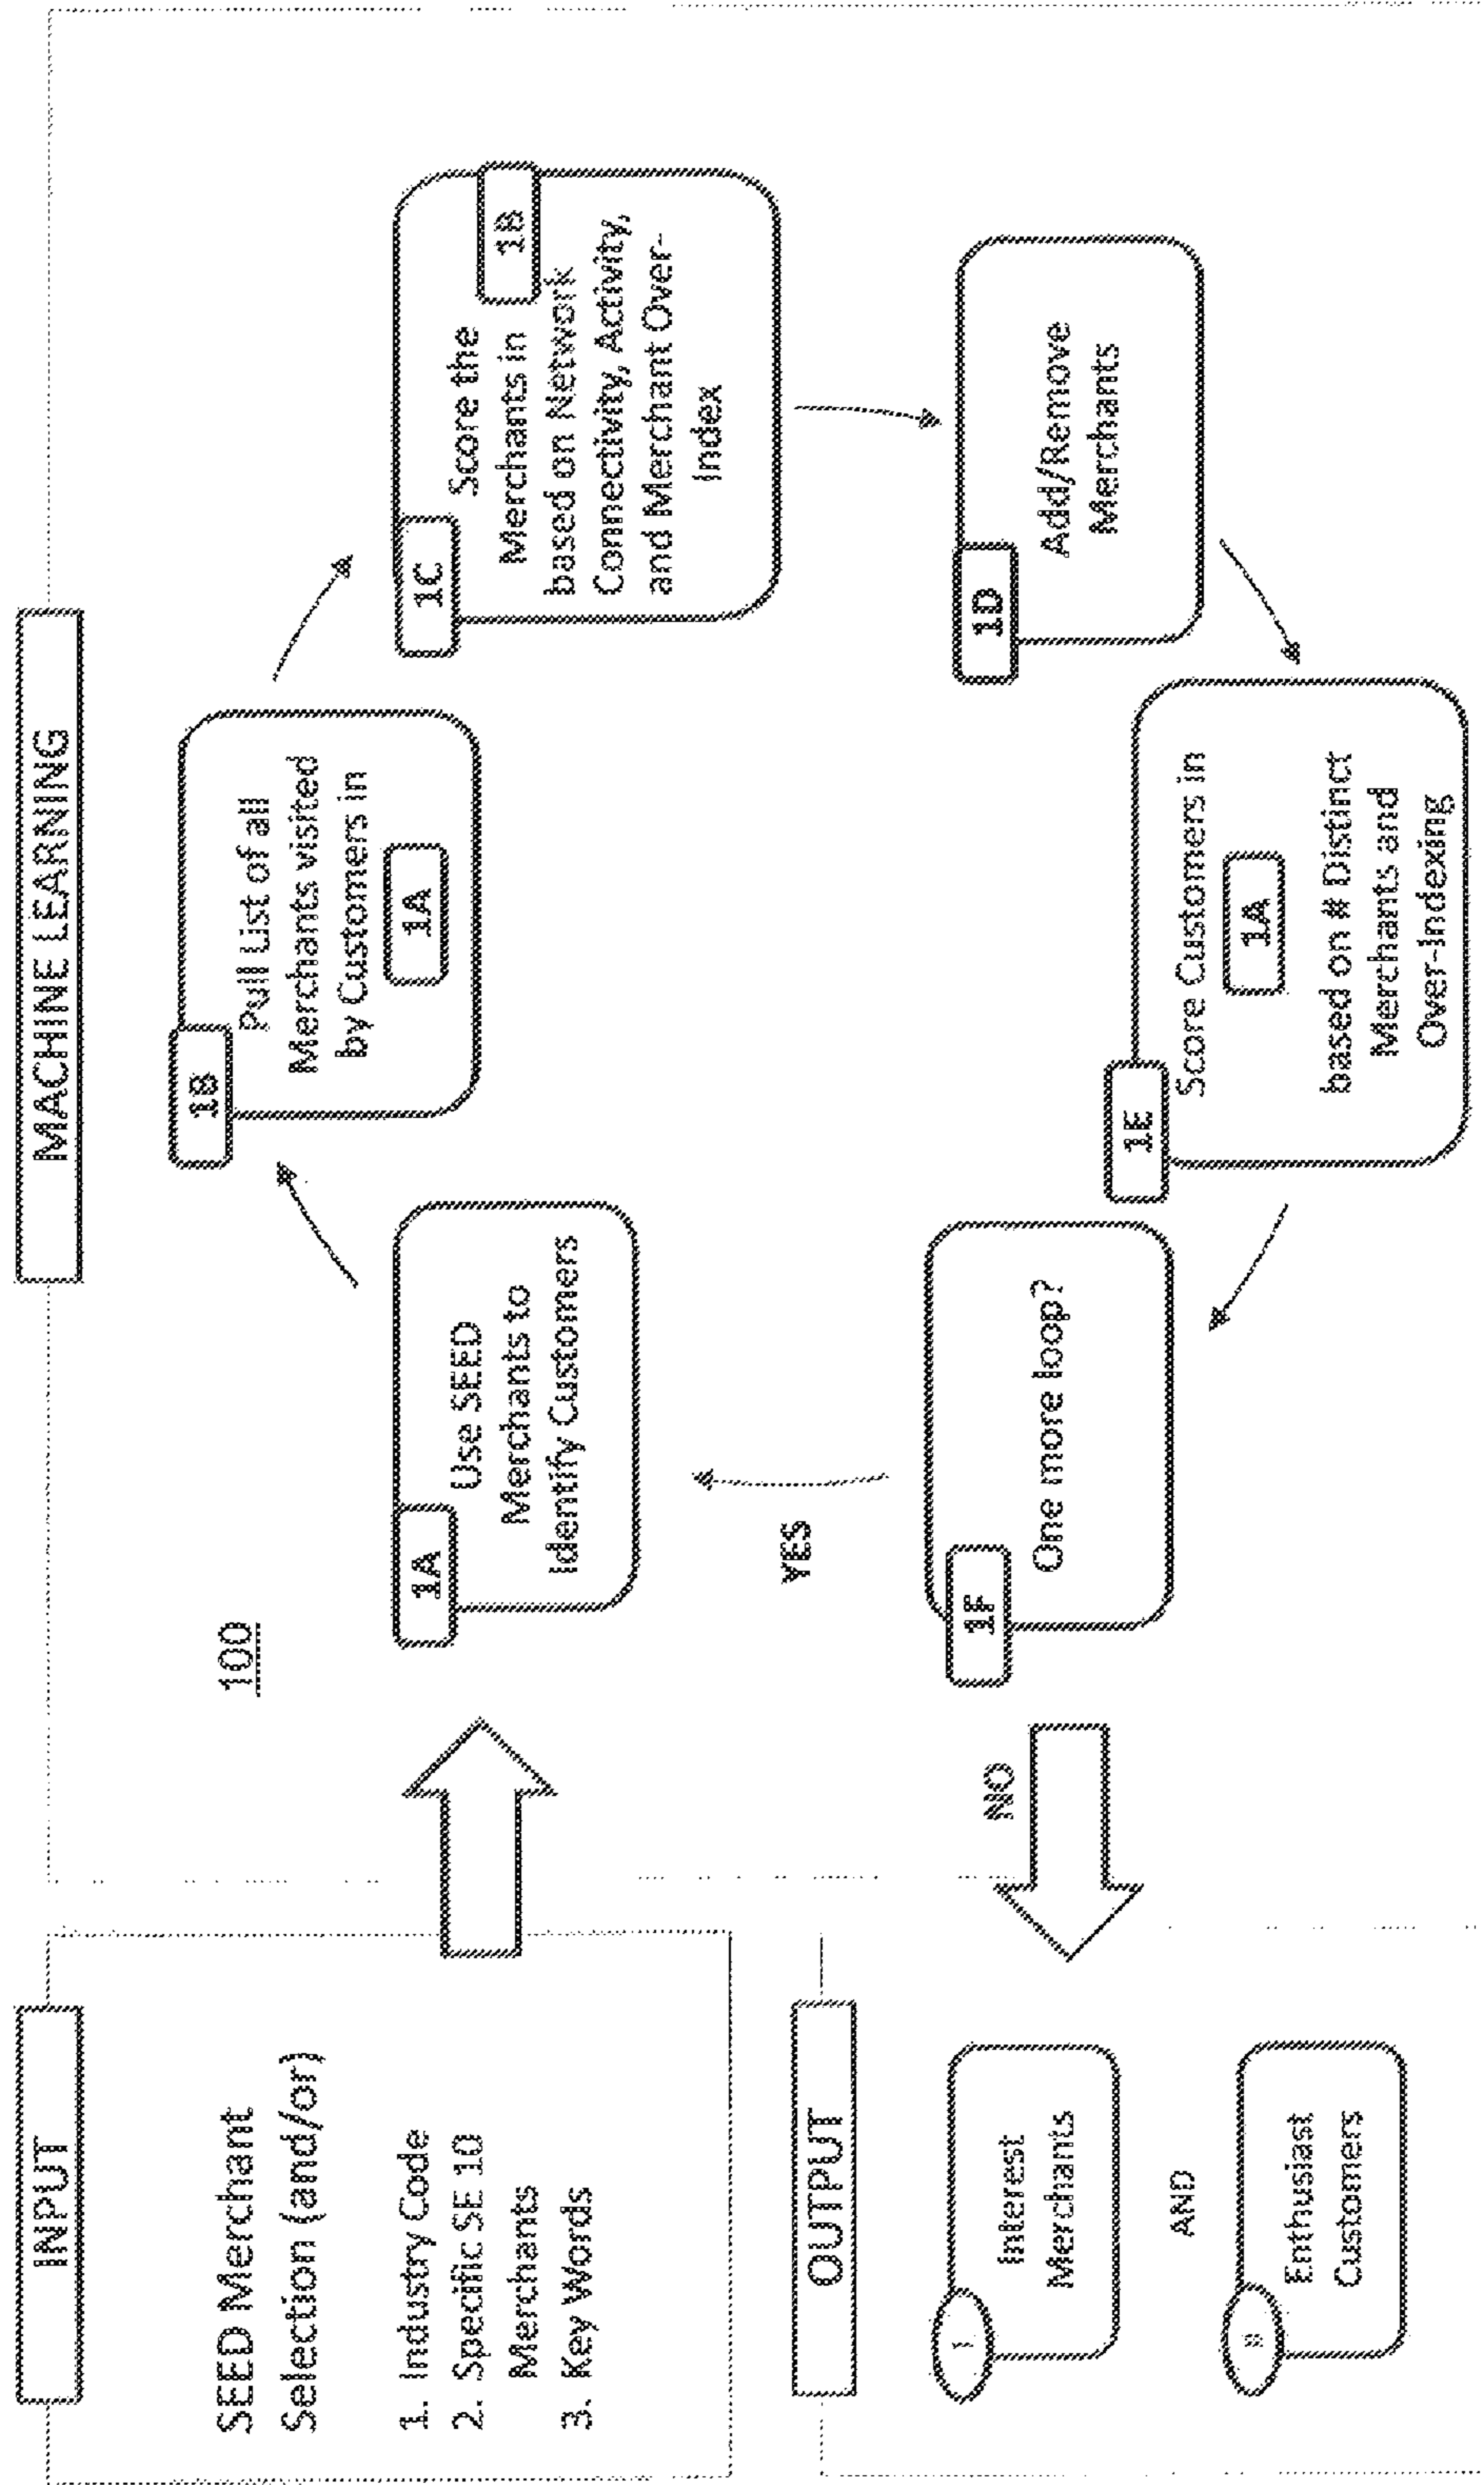 INPUT
SEED Merchant
Selection (and/or)
1. Industry Code
2. Specific SE 10
Merchants
3. Key Words
OUTPUT
Interest
Merchants
AND
Enthusiast
Customers
MACHINE LEARNING
100
1A
Use SEED
Merchants to
Identify Customers
1B
Pull List of all
Merchants visited
by Customers in
1A
1C
Score the
Merchants in
1B
based on Network
Connectivity, Activity,
and Merchant Over-
Index
1D
Add/Remove
Merchants
1E
Score Customers in
1A
based on # Distinct
Merchants and
Over-Indexing
1F
One more loop?
YES
NO